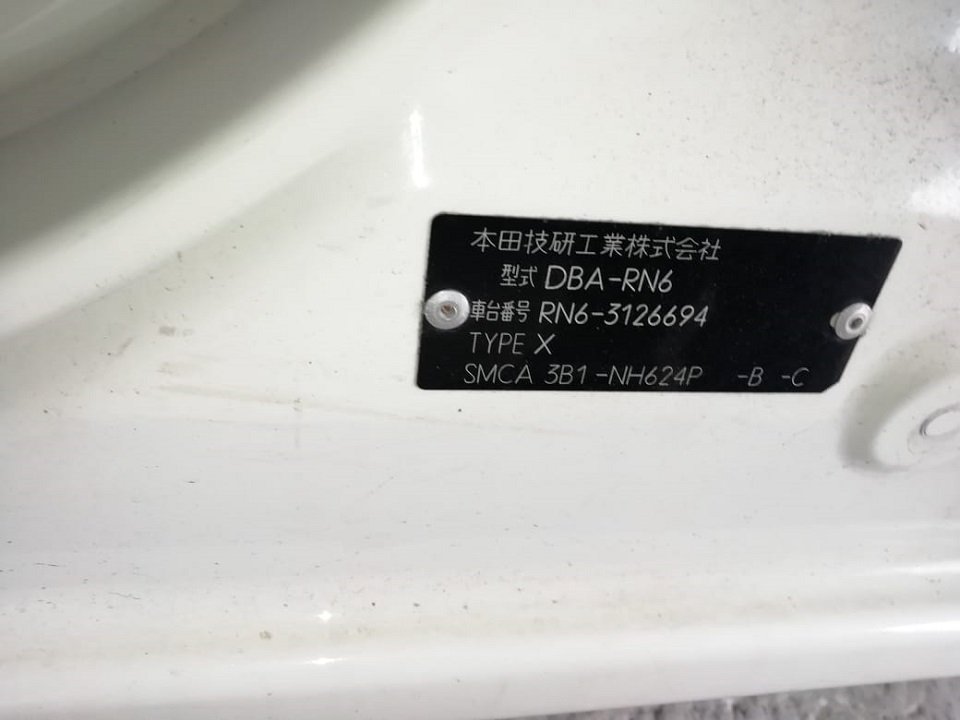 本田技研工業株式会社
型式 DBA-RN6
車台番号 RN6-3126694
TYPE X
SMCA 3B1-NH624P -B -C